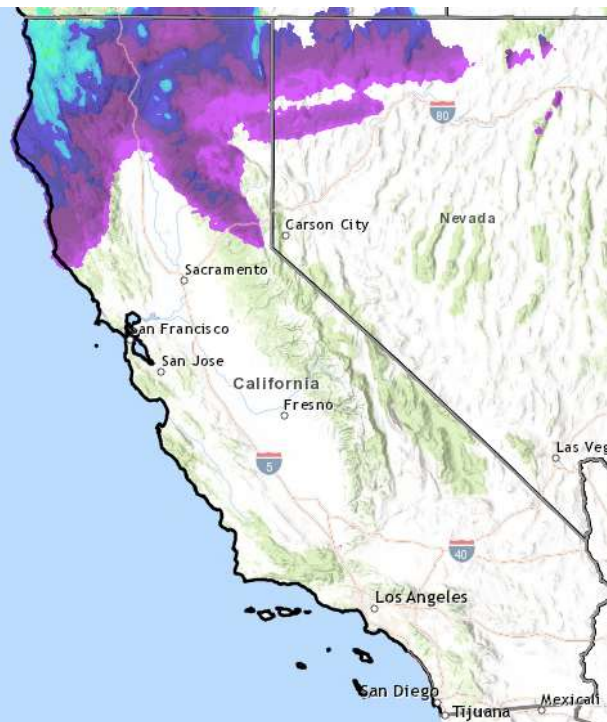 80
Carson City
Nevada
Sacramento
San Francisco
San Jose
California
Fresno
Las Veg
5
40
Los Angeles
San Diego
Tijuana
Mexicali